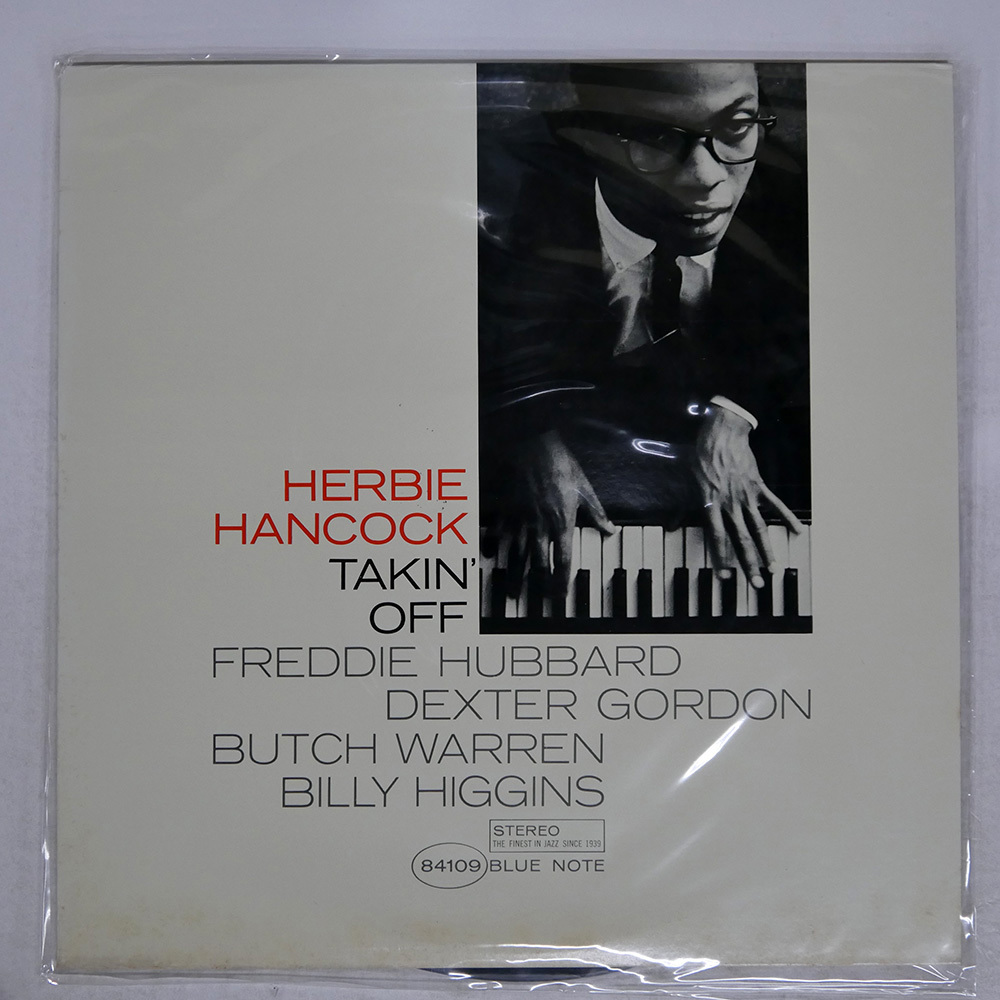 HERBIE
HANCOCK
TAKIN'
OFF
FREDDIE HUBBARD
DEXTER GORDON
BUTCH WARREN
BILLY HIGGINS
STEREO
THE FINEST IN JAZZ SINCE 1939
84109 BLUE NOTE